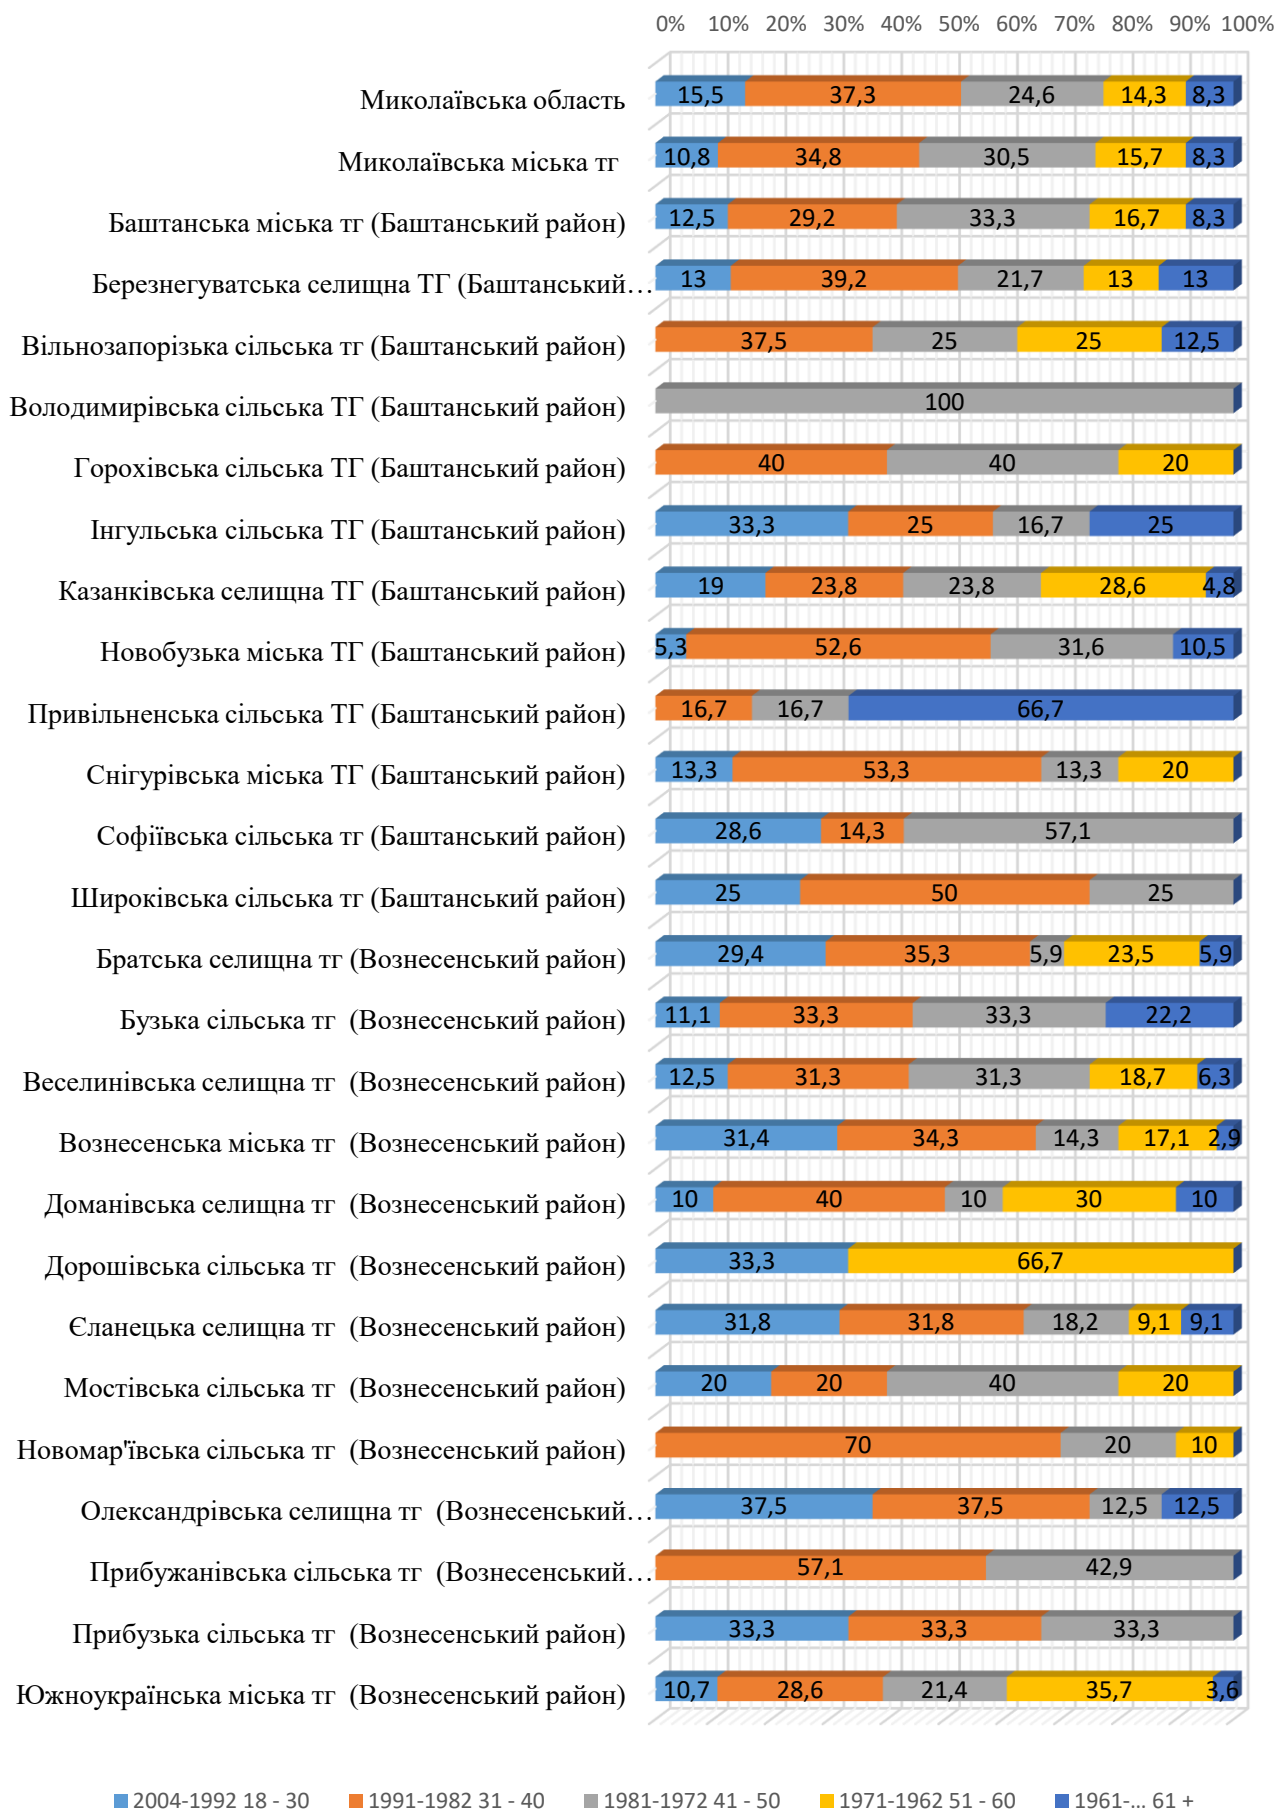 0% 10% 20% 30% 40% 50% 60% 70% 80% 90% 100%
Миколаївська область 15,5 37,3 24,6 14,3 8,3
Миколаївська міська тг 10,8 34,8 30,5 15,7 8,3
Баштанська міська тг (Баштанський район) 12,5 29,2 33,3 16,7 8,3
Березнегуватська селищна ТГ (Баштанський… 13 39,2 21,7 13 13
Вільнозапорізька сільська тг (Баштанський район) 37,5 25 25 12,5
Володимирівська сільська ТГ (Баштанський район) 100
Горохівська сільська ТГ (Баштанський район) 40 40 20
Інгульська сільська ТГ (Баштанський район) 33,3 25 16,7 25
Казанківська селищна ТГ (Баштанський район) 19 23,8 23,8 28,6 4,8
Новобузька міська ТГ (Баштанський район) 5,3 52,6 31,6 10,5
Привільненська сільська ТГ (Баштанський район) 16,7 16,7 66,7
Снігурівська міська ТГ (Баштанський район) 13,3 53,3 13,3 20
Софіївська сільська тг (Баштанський район) 28,6 14,3 57,1
Широківська сільська тг (Баштанський район) 25 50 25
Братська селищна тг (Вознесенський район) 29,4 35,3 5,9 23,5 5,9
Бузька сільська тг (Вознесенський район) 11,1 33,3 33,3 22,2
Веселинівська селищна тг (Вознесенський район) 12,5 31,3 31,3 18,7 6,3
Вознесенська міська тг (Вознесенський район) 31,4 34,3 14,3 17,1 2,9
Доманівська селищна тг (Вознесенський район) 10 40 10 30 10
Дорошівська сільська тг (Вознесенський район) 33,3 66,7
Єланецька селищна тг (Вознесенський район) 31,8 31,8 18,2 9,1 9,1
Мостівська сільська тг (Вознесенський район) 20 20 40 20
Новомар'ївська сільська тг (Вознесенський район) 70 20 10
Олександрівська селищна тг (Вознесенський… 37,5 37,5 12,5 12,5
Прибужанівська сільська тг (Вознесенський… 57,1 42,9
Прибузька сільська тг (Вознесенський район) 33,3 33,3 33,3
Южноукраїнська міська тг (Вознесенський район) 10,7 28,6 21,4 35,7 3,6
2004-1992 18 - 30 1991-1982 31 - 40 1981-1972 41 - 50 1971-1962 51 - 60 1961-... 61 +